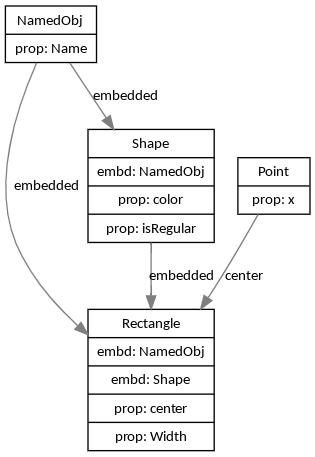 NamedObj
prop: Name
embedded
Shape
embd: NamedObj
prop: color
prop: isRegular
Point
prop: x
embedded
embedded
center
Rectangle
embd: NamedObj
embd: Shape
prop: center
prop: Width